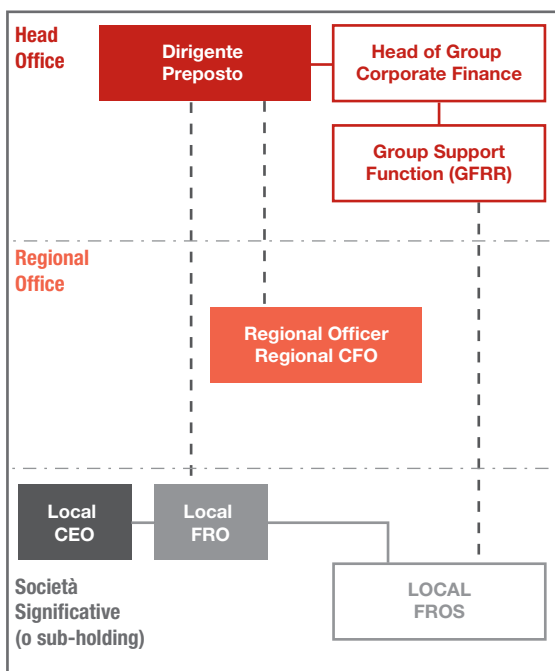 Head
Office
Dirigente
Preposto
Head of Group
Corporate Finance
Group Support
Function (GFRR)
Regional
Office
Regional Officer
Regional CFO
Local
CEO
Local
FRO
Società
Significative
(o sub-holding)
LOCAL
FROS